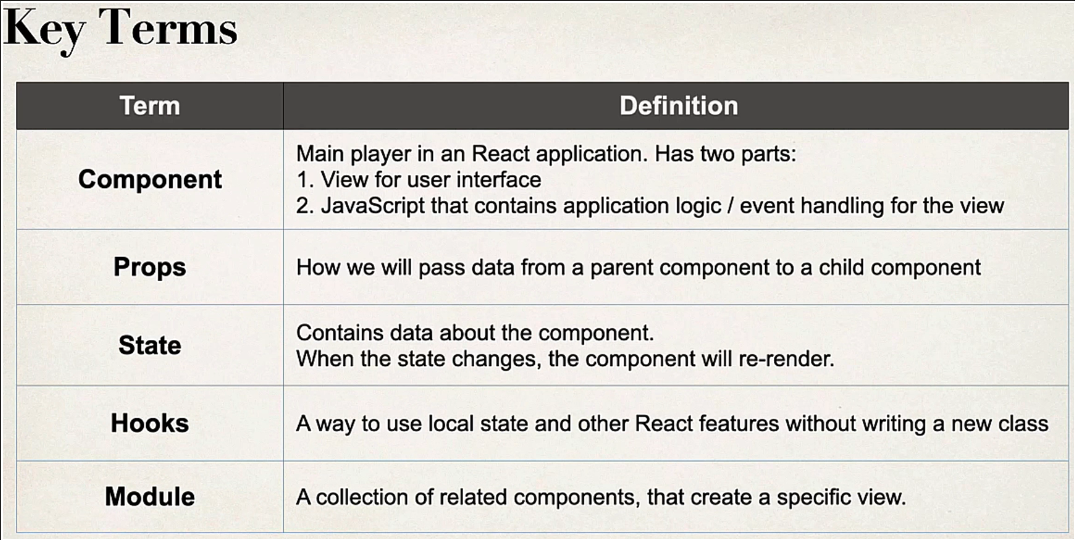 Key Terms
Term Definition
Component
Main player in an React application. Has two parts:
1. View for user interface
2. JavaScript that contains application logic / event handling for the view
Props
How we will pass data from a parent component to a child component
State
Contains data about the component.
When the state changes, the component will re-render.
Hooks
A way to use local state and other React features without writing a new class
Module
A collection of related components, that create a specific view.